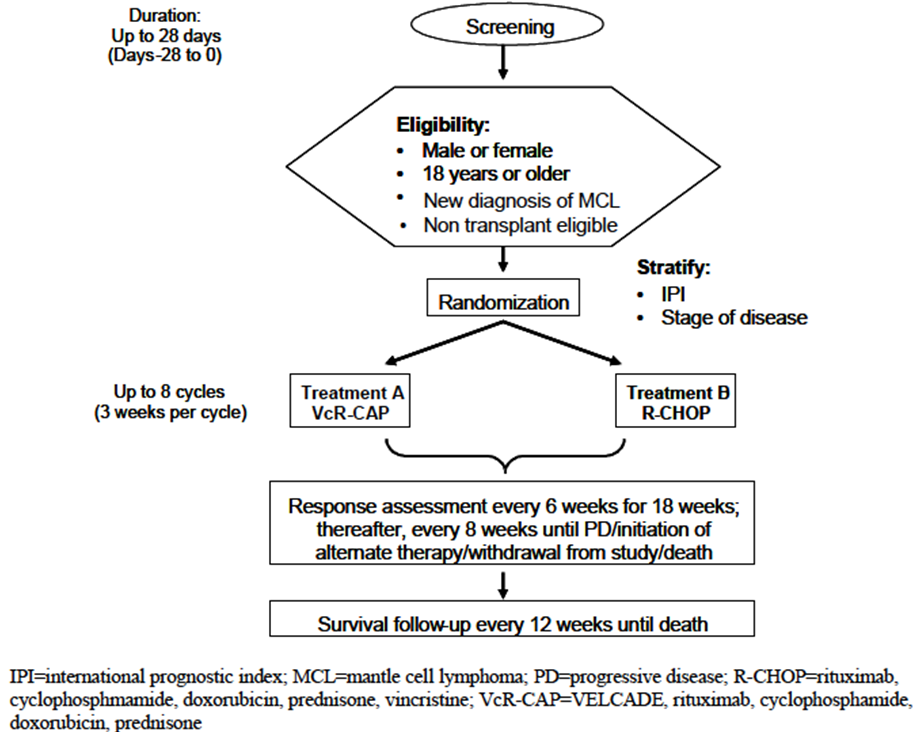 Duration:
Up to 28 days
(Days-28 to 0)
Screening
Eligibility:
• Male or female
• 18 years or older
• New diagnosis of MCL
• Non transplant eligible
Stratify:
• IPI
• Stage of disease
Randomization
Up to 8 cycles
(3 weeks per cycle)
Treatment A
VcR-CAP
Treatment B
R-CHOP
Response assessment every 6 weeks for 18 weeks;
thereafter, every 8 weeks until PD/initiation of
alternate therapy/withdrawal from study/death
Survival follow-up every 12 weeks until death
IPI=international prognostic index; MCL=mantle cell lymphoma; PD=progressive disease; R-CHOP=rituximab,
cyclophosphmamide, doxorubicin, prednisone, vincristine; VcR-CAP=VELCADE, rituximab, cyclophosphamide,
doxorubicin, prednisone